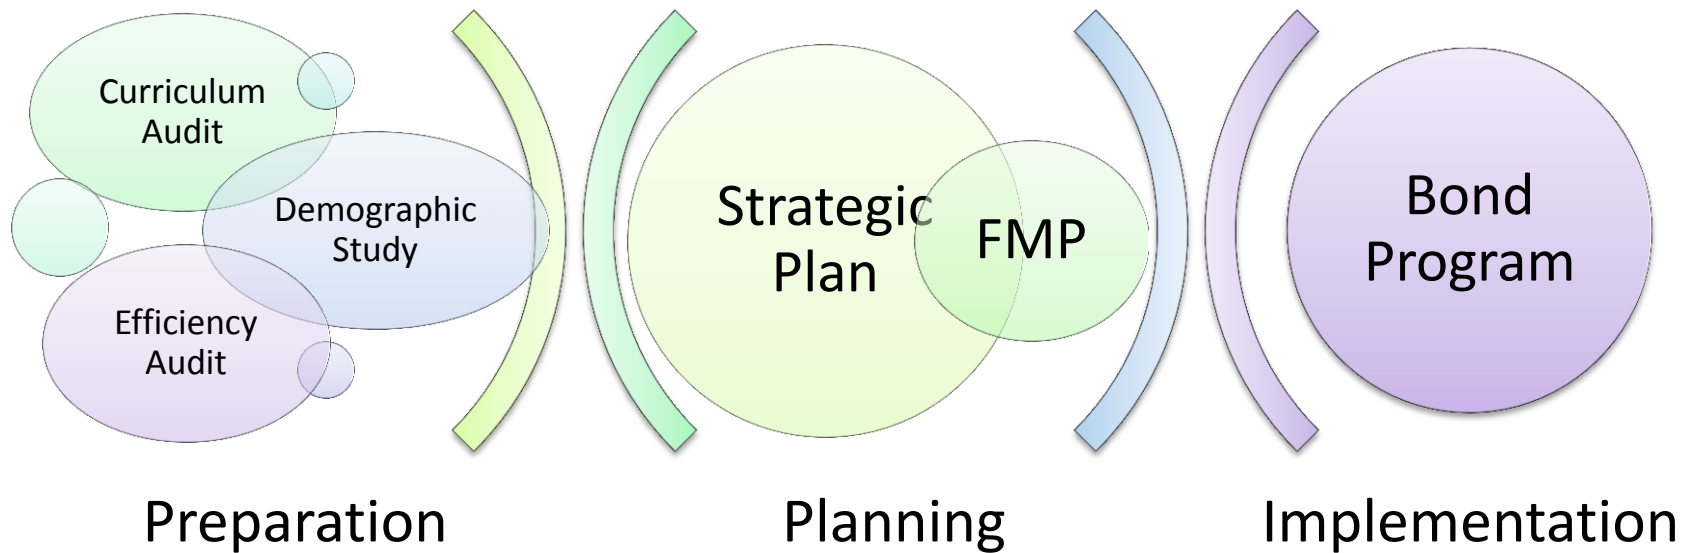 Curriculum
Audit
Demographic
Study
Efficiency
Audit
Strategic
Plan
FMP
Bond
Program
Preparation
Planning
Implementation